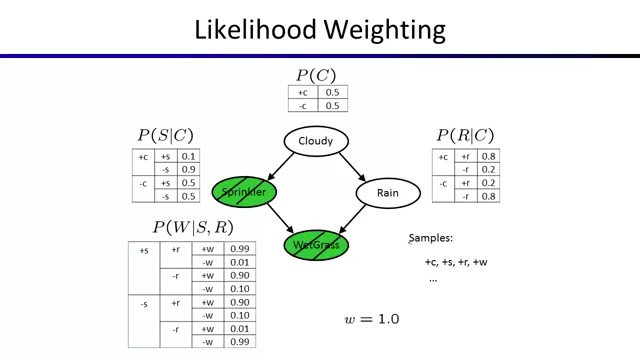 Likelihood Weighting
P(C)
+c 0.5
-c 0.5
Cloudy
P(S|C)
+c +s 0.1
-s 0.9
-c +s 0.5
-s 0.5
P(R|C)
+c +r 0.8
-r 0.2
-c +r 0.2
-r 0.8
Sprinkler
Rain
P(W|S, R)
+s +r +w 0.99
-w 0.01
-r +w 0.90
-w 0.10
-s +r +w 0.90
-w 0.10
-r +w 0.01
-w 0.99
WetGrass
Samples:
+c, +s, +r, +w
...
w = 1.0